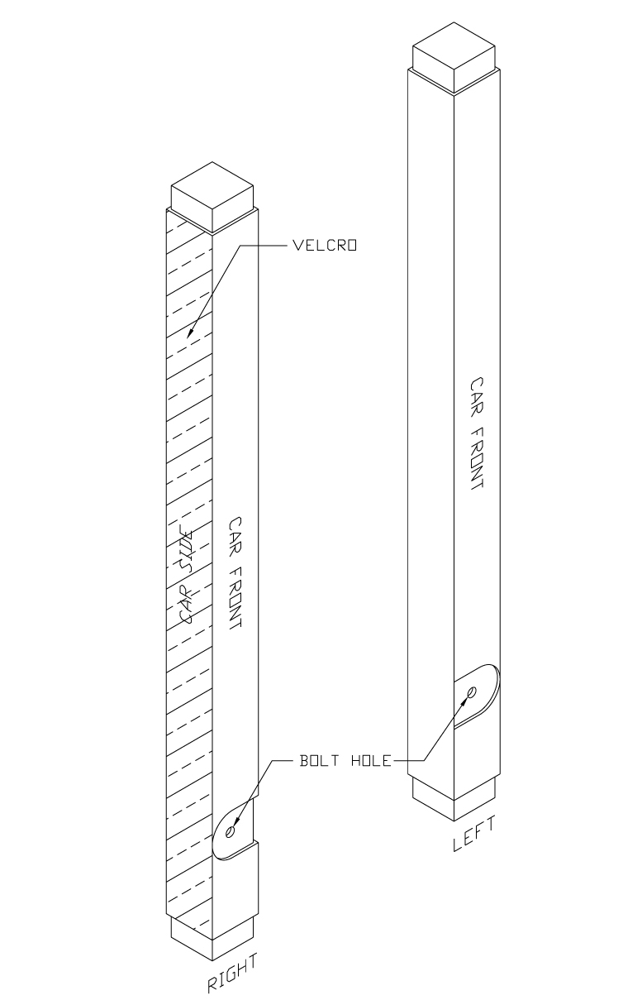 VELCRO
CAR FRONT
CAR SIDE
CAR FRONT
BOLT HOLE
LEFT
RIGHT